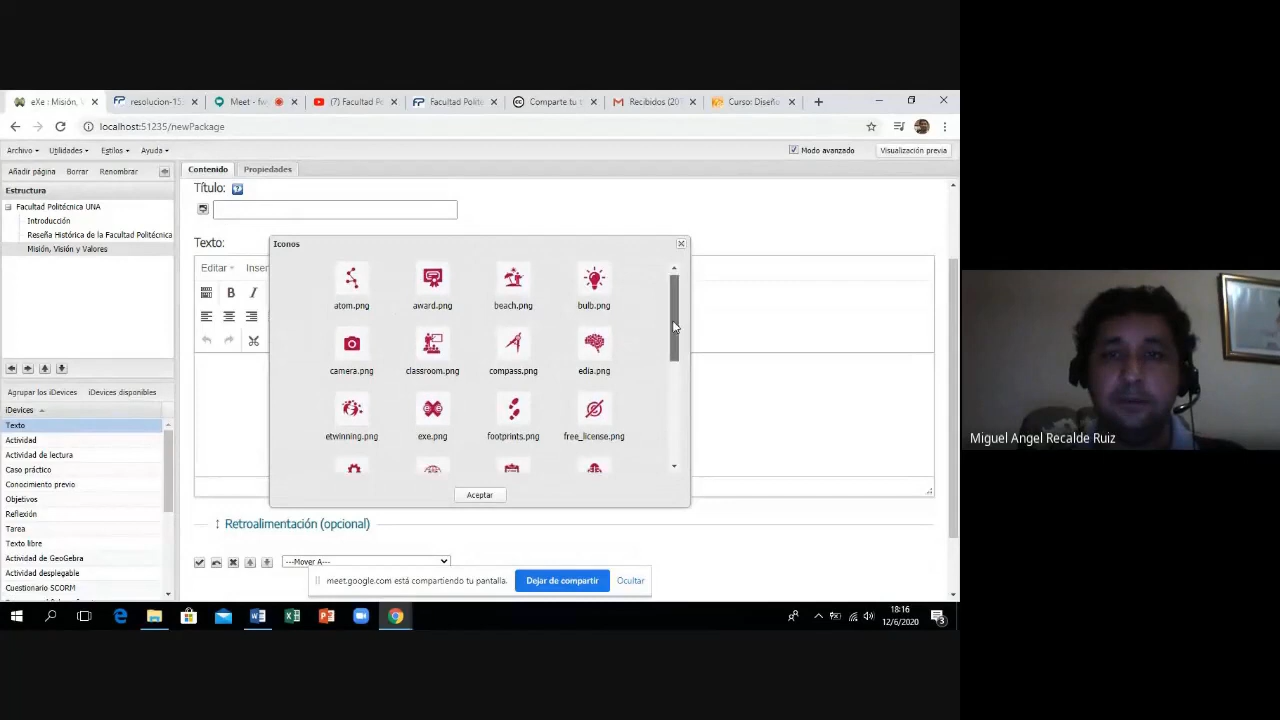 eXe : Misión, V
resolucion-15
Meet - fw
(7) Facultad Po
Facultad Polite
Comparte tu t
Recibidos (20
Curso: Diseño
localhost:51235/newPackage
Archivo Utilidades Estilos Ayuda
Modo avanzado
Visualización previa
Añadir página Borrar Renombrar
Contenido Propiedades
Estructura
Facultad Politécnica UNA
Introducción
Reseña Histórica de la Facultad Politécnica
Misión, Visión y Valores
Título:
Texto:
Editar Inser
B I
Iconos
atom.png award.png beach.png bulb.png
camera.png classroom.png compass.png edia.png
etwinning.png exe.png footprints.png free_license.png
Aceptar
Agrupar los iDevices iDevices disponibles
iDevices
Texto
Actividad
Actividad de lectura
Caso práctico
Conocimiento previo
Objetivos
Reflexión
Tarea
Texto libre
Actividad de GeoGebra
Actividad desplegable
Cuestionario SCORM
Retroalimentación (opcional)
---Mover A---
meet.google.com está compartiendo tu pantalla.
Dejar de compartir
Ocultar
18:16
12/6/2020
3
Miguel Angel Recalde Ruiz